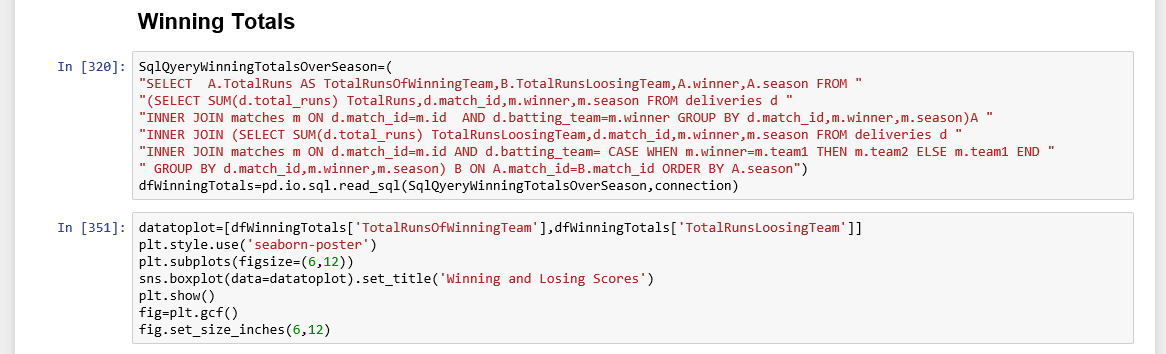 Winning Totals
In [320]: SqlQyeryWinningTotalsOverSeason=(
"SELECT  A.TotalRuns AS TotalRunsOfWinningTeam,B.TotalRunsLoosingTeam,A.winner,A.season FROM "
"(SELECT SUM(d.total_runs) TotalRuns,d.match_id,m.winner,m.season FROM deliveries d "
"INNER JOIN matches m ON d.match_id=m.id  AND d.batting_team=m.winner GROUP BY d.match_id,m.winner,m.season)A "
"INNER JOIN (SELECT SUM(d.total_runs) TotalRunsLoosingTeam,d.match_id,m.winner,m.season FROM deliveries d "
"INNER JOIN matches m ON d.match_id=m.id AND d.batting_team= CASE WHEN m.winner=m.team1 THEN m.team2 ELSE m.team1 END "
" GROUP BY d.match_id,m.winner,m.season) B ON A.match_id=B.match_id ORDER BY A.season")
dfWinningTotals=pd.io.sql.read_sql(SqlQyeryWinningTotalsOverSeason,connection)
In [351]: datatoplot=[dfWinningTotals['TotalRunsOfWinningTeam'],dfWinningTotals['TotalRunsLoosingTeam']]
plt.style.use('seaborn-poster')
plt.subplots(figsize=(6,12))
sns.boxplot(data=datatoplot).set_title('Winning and Losing Scores')
plt.show()
fig=plt.gcf()
fig.set_size_inches(6,12)